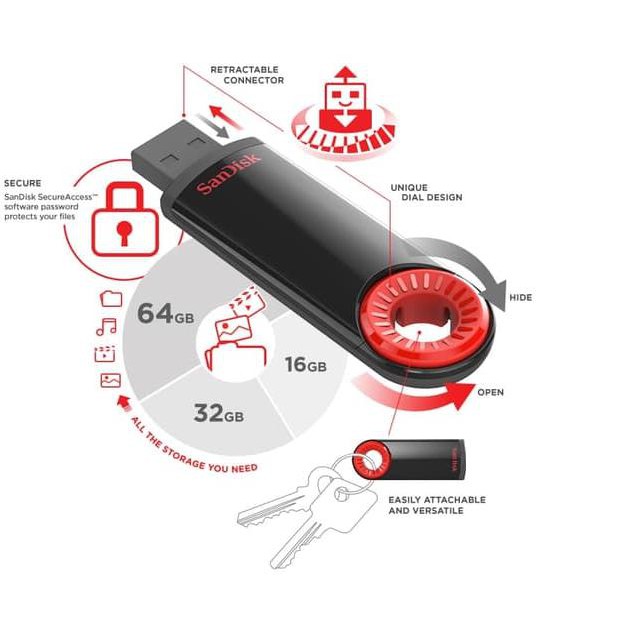 RETRACTABLE
CONNECTOR
SanDisk
SECURE
SanDisk SecureAccess™
software password
protects your files
UNIQUE
DIAL DESIGN
HIDE
64GB
16GB
32GB
OPEN
ALL THE STORAGE YOU NEED
SanDisk
EASILY ATTACHABLE
AND VERSATILE